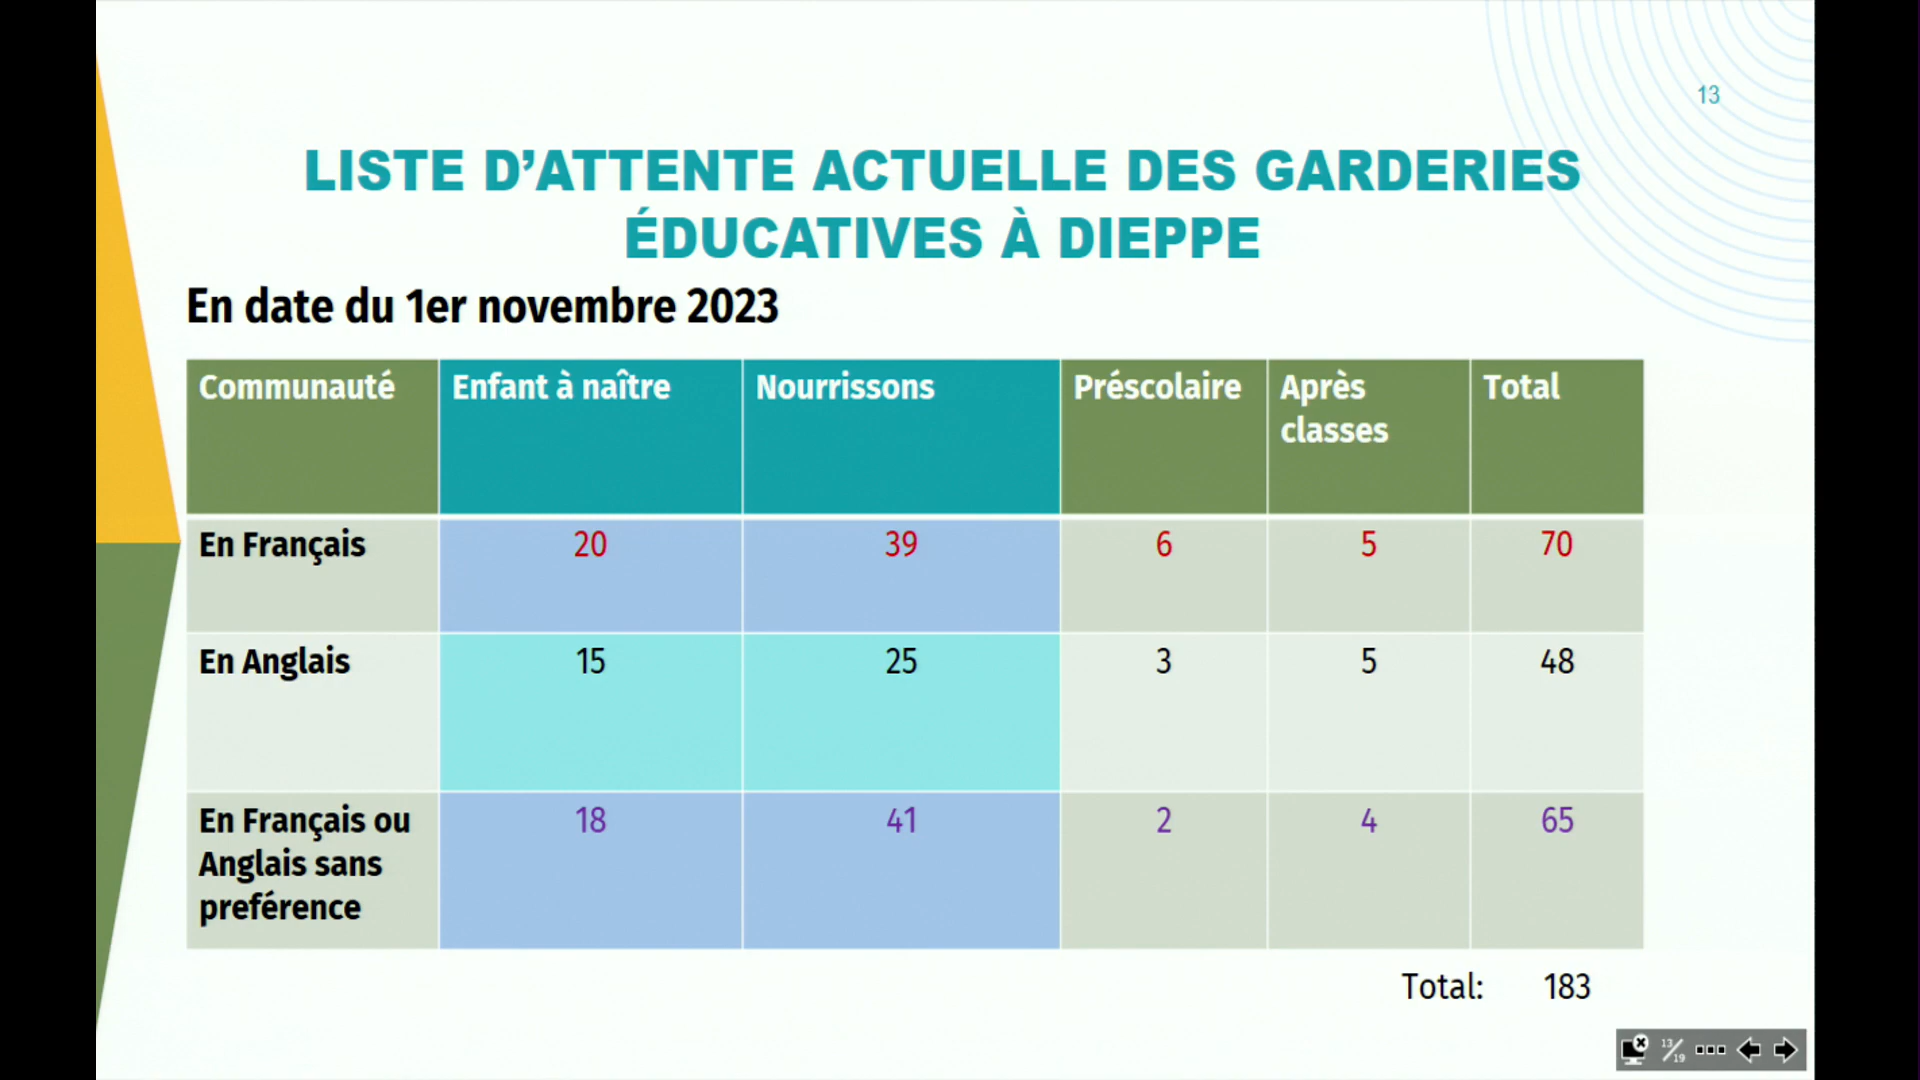 13
LISTE D’ATTENTE ACTUELLE DES GARDERIES
ÉDUCATIVES À DIEPPE
En date du 1er novembre 2023
Communauté Enfant à naître Nourrissons Préscolaire Après Total
classes
En Français 20 39 6 5 70
En Anglais 15 25 3 5 48
En Français ou 18 41 2 4 65
Anglais sans
preférence
Total: 183
13/19